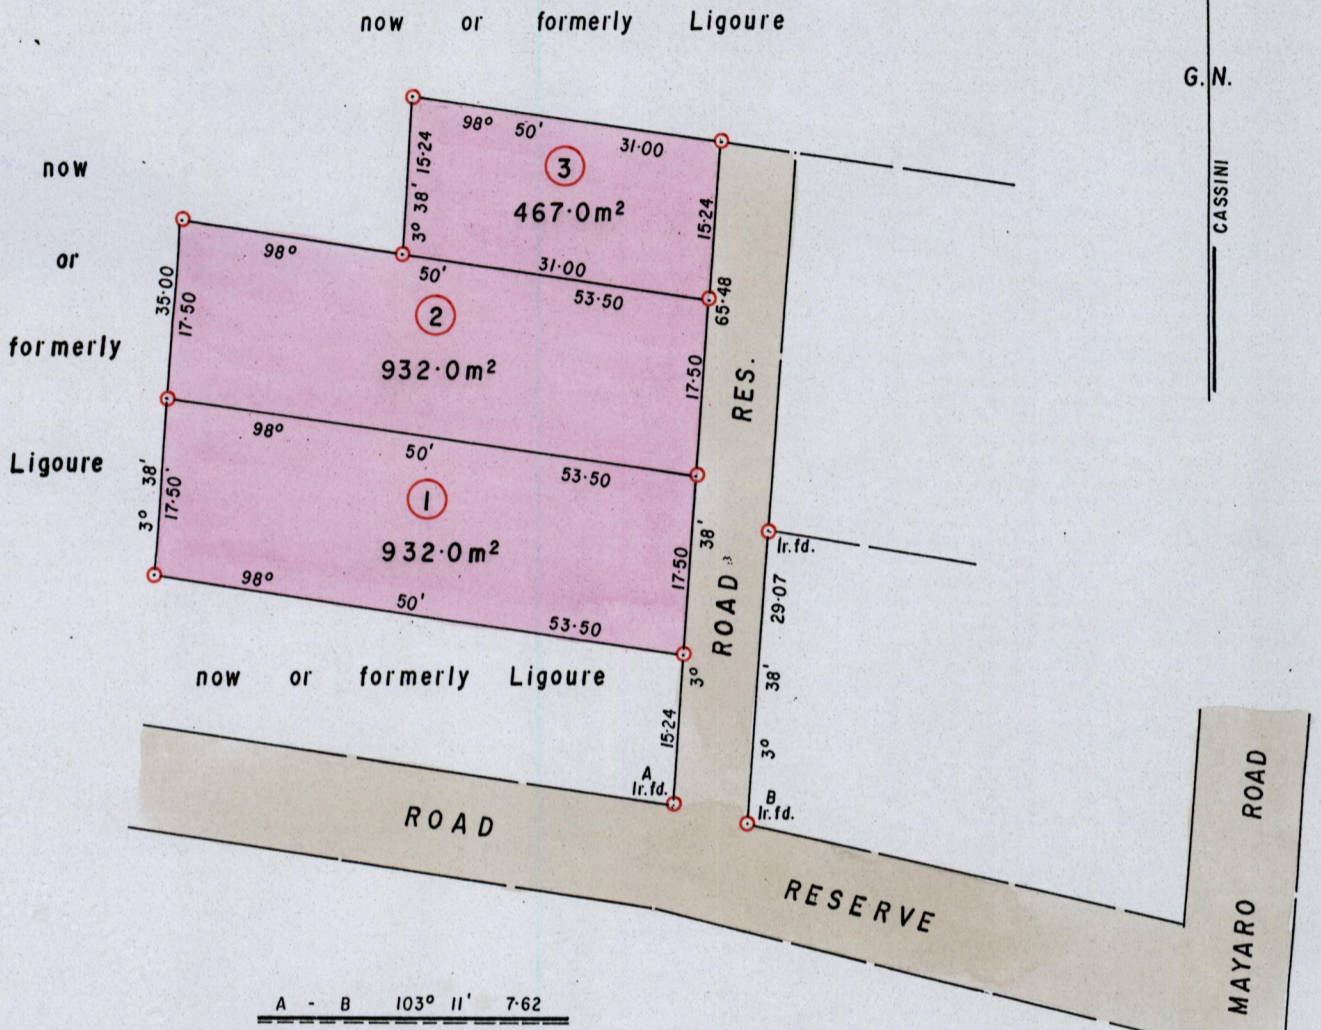 now or formerly Ligoure
G.N.
CASSINI
now
or
formerly
Ligoure
98° 50' 31·00
3
467·0m²
3° 38' 15·24
15·24
31·00
98° 50' 53·50
2
932·0m²
35·00
17·50
17·50
65·48
98° 50' 53·50
1
932·0m²
3° 38'
17·50'
17·50
98° 50' 53·50
3° 38'
ROAD RES.
Ir.fd.
29·07
3° 38'
now or formerly Ligoure
15·24
A
Ir.fd.
B
Ir.fd.
ROAD RESERVE
MAYARO ROAD
A - B 103° 11' 7·62